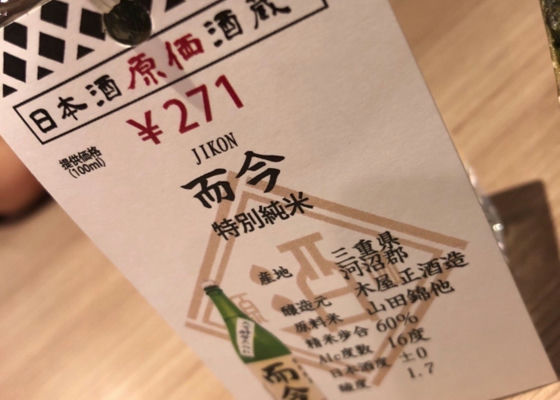 日本酒原価酒蔵
提供価格
(100ml)
¥271
JIKON
而今
特別純米
産地 三重県
河沼郡
醸造元 木屋正酒造
原料米 山田錦他
精米歩合 60%
Alc度数 16度
日本酒度 ±0
酸度 1.7
而今